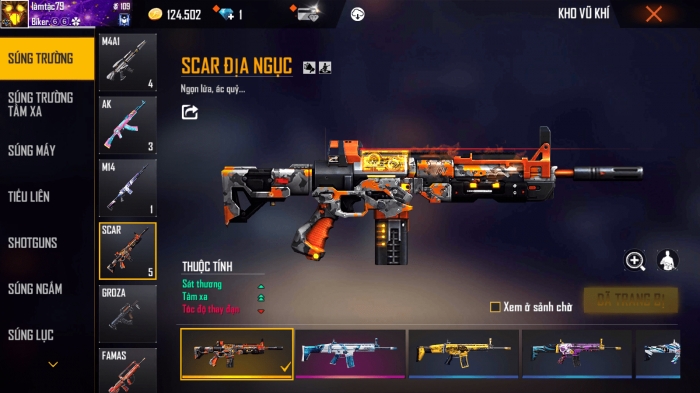 lãmtặc79
109
Biker.
124.502
1
KHO VŨ KHÍ
SÚNG TRƯỜNG
SÚNG TRƯỜNG
TẦM XA
SÚNG MÁY
TIỂU LIÊN
SHOTGUNS
SÚNG NGẮM
SÚNG LỤC
M4A1
4
AK
3
M14
1
SCAR
5
GROZA
FAMAS
SCAR ĐỊA NGỤC
Ngọn lửa, ác quỷ...
THUỘC TÍNH
Sát thương
Tầm xa
Tốc độ thay đạn
Xem ở sảnh chờ
ĐÃ TRANG BỊ